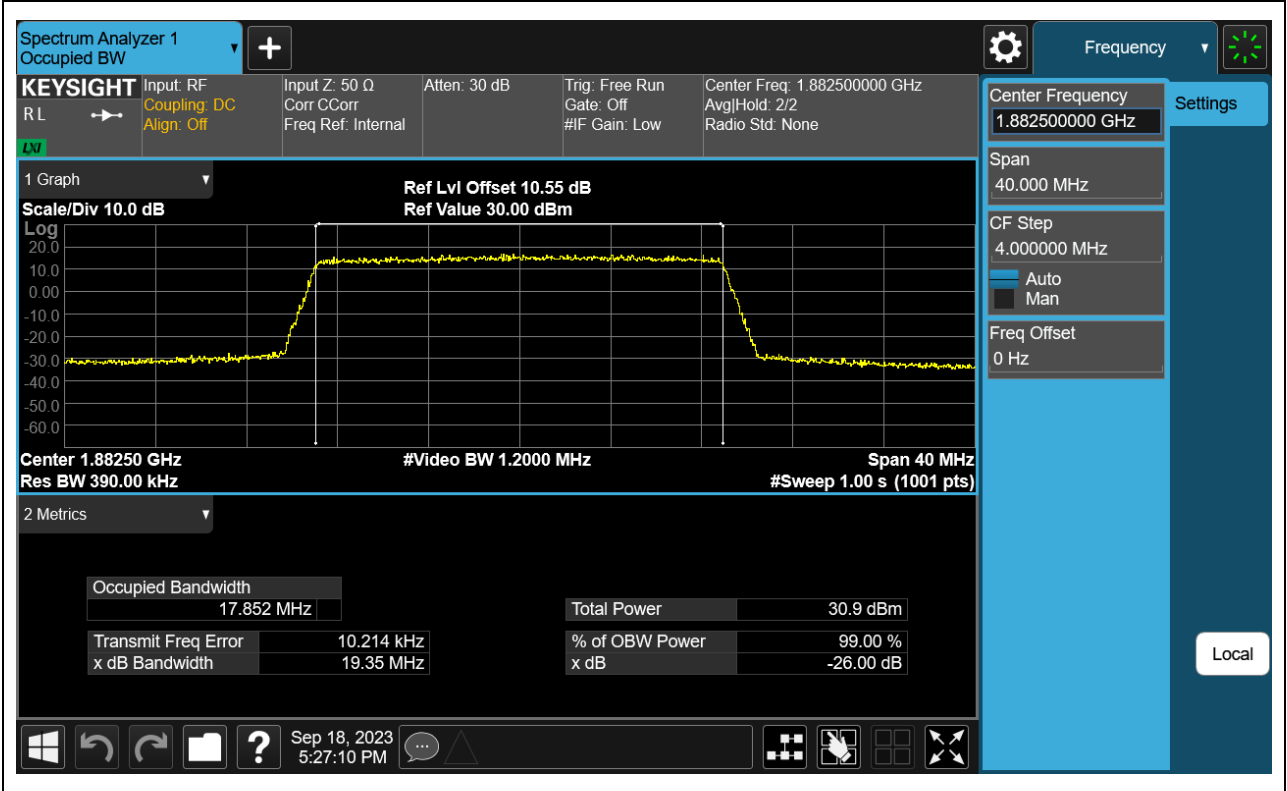 Spectrum Analyzer 1
Occupied BW
+
Frequency
KEYSIGHT
R L
LXI
Input: RF
Coupling: DC
Align: Off
Input Z: 50 Ω
Corr CCorr
Freq Ref: Internal
Atten: 30 dB
Trig: Free Run
Gate: Off
#IF Gain: Low
Center Freq: 1.882500000 GHz
Avg|Hold: 2/2
Radio Std: None
Center Frequency
1.882500000 GHz
Settings
Span
40.000 MHz
CF Step
4.000000 MHz
Auto
Man
Freq Offset
0 Hz
Local
1 Graph
Scale/Div 10.0 dB
Ref Lvl Offset 10.55 dB
Ref Value 30.00 dBm
Log
20.0
10.0
0.00
-10.0
-20.0
-30.0
-40.0
-50.0
-60.0
Center 1.88250 GHz
#Video BW 1.2000 MHz
Span 40 MHz
Res BW 390.00 kHz
#Sweep 1.00 s (1001 pts)
2 Metrics
Occupied Bandwidth
17.852 MHz
Total Power 30.9 dBm
Transmit Freq Error 10.214 kHz
% of OBW Power 99.00 %
x dB Bandwidth 19.35 MHz
x dB -26.00 dB
?
Sep 18, 2023
5:27:10 PM